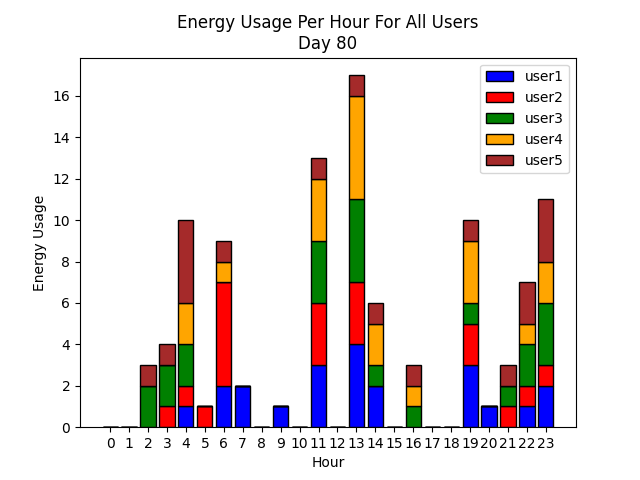 Energy Usage Per Hour For All Users
Day 80
user1
user2
user3
user4
user5
Energy Usage
16
14
12
10
8
6
4
2
0
0 1 2 3 4 5 6 7 8 9 10 11 12 13 14 15 16 17 18 19 20 21 22 23
Hour